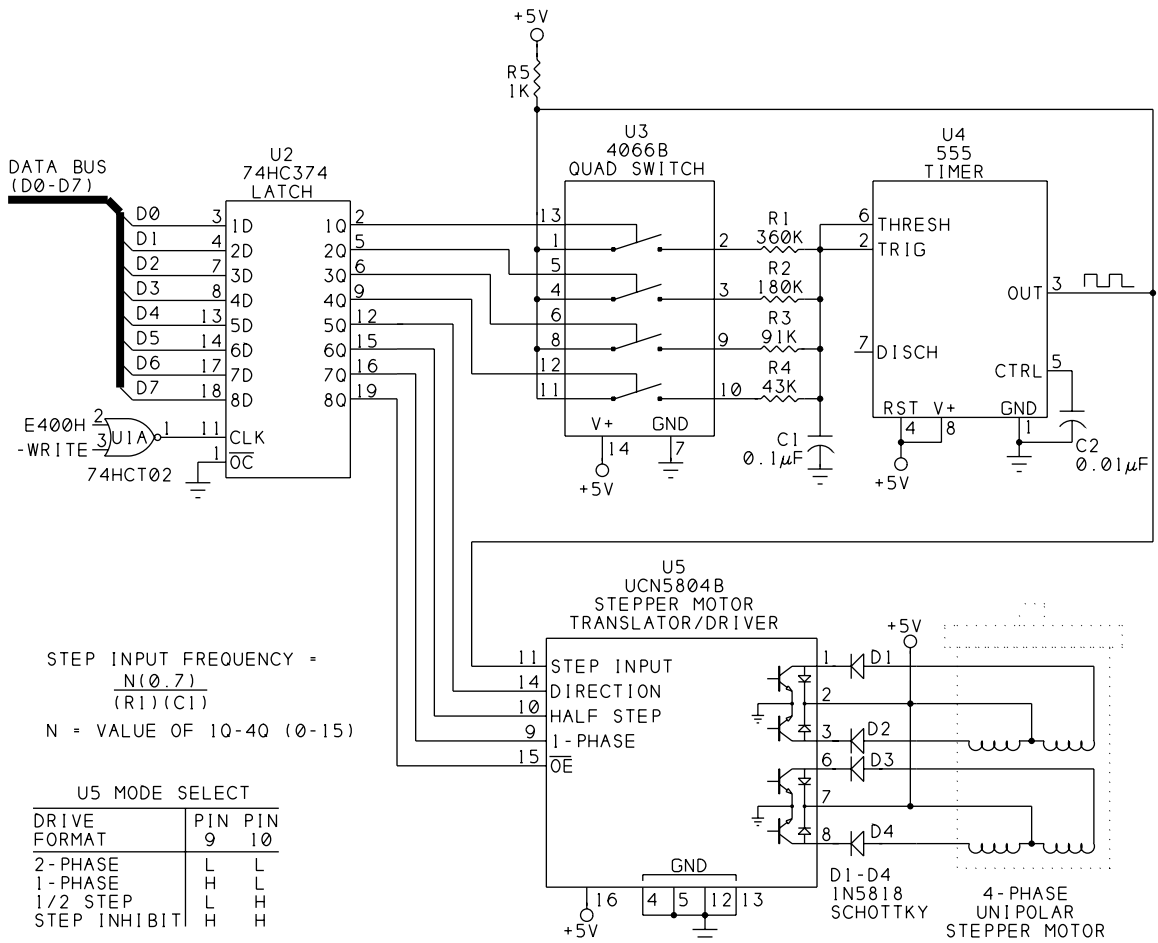 +5V
R5
1K
DATA BUS
(D0-D7)
U2
74HC374
LATCH
D0
D1
D2
D3
D4
D5
D6
D7
3
4
7
8
13
14
17
18
1D
2D
3D
4D
5D
6D
7D
8D
1Q
2Q
3Q
4Q
5Q
6Q
7Q
8Q
2
5
6
9
12
15
16
19
E400H
-WRITE
2
3
U1A
1
74HCT02
11
CLK
1
OC
U3
4066B
QUAD SWITCH
13
1
5
4
6
8
12
11
2
3
9
10
V+
GND
14
7
+5V
R1
360K
R2
180K
R3
91K
R4
43K
C1
0.1µF
U4
555
TIMER
6
THRESH
2
TRIG
OUT
3
7
DISCH
CTRL
5
RST
V+
GND
4
8
1
+5V
C2
0.01µF
U5
UCN5804B
STEPPER MOTOR
TRANSLATOR/DRIVER
11
STEP INPUT
14
DIRECTION
10
HALF STEP
9
1-PHASE
15
OE
1
2
3
6
7
8
D1
D2
D3
D4
+5V
GND
16
4
5
12
13
+5V
D1-D4
1N5818
SCHOTTKY
4-PHASE
UNIPOLAR
STEPPER MOTOR
STEP INPUT FREQUENCY =
N(0.7)
(R1)(C1)
N = VALUE OF 1Q-4Q (0-15)
U5 MODE SELECT
DRIVE PIN PIN
FORMAT 9 10
2-PHASE L L
1-PHASE H L
1/2 STEP L H
STEP INHIBIT H H